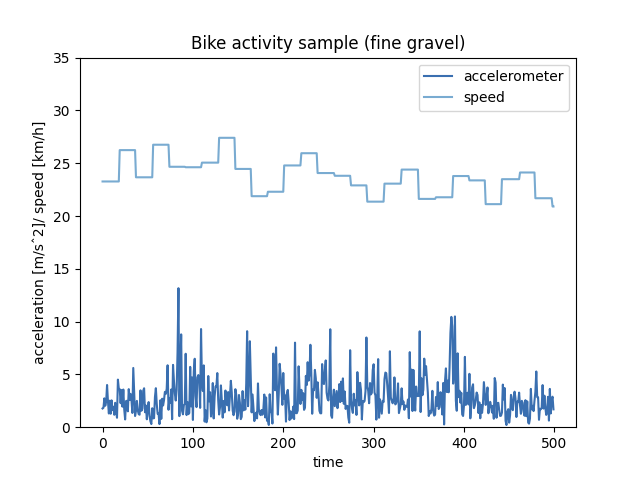 Bike activity sample (fine gravel)
accelerometer
speed
acceleration [m/sˆ2]/ speed [km/h]
35
30
25
20
15
10
5
0
0 100 200 300 400 500
time